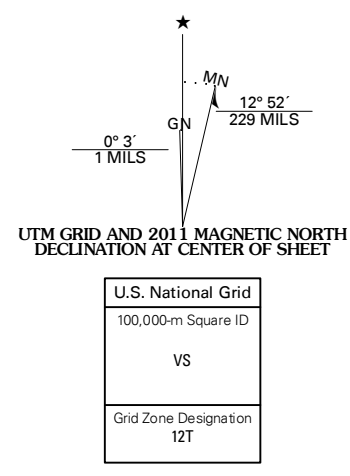 ★
MN
GN
12° 52´
229 MILS
0° 3´
1 MILS
UTM GRID AND 2011 MAGNETIC NORTH
DECLINATION AT CENTER OF SHEET
U.S. National Grid
100,000-m Square ID
VS
Grid Zone Designation
12T